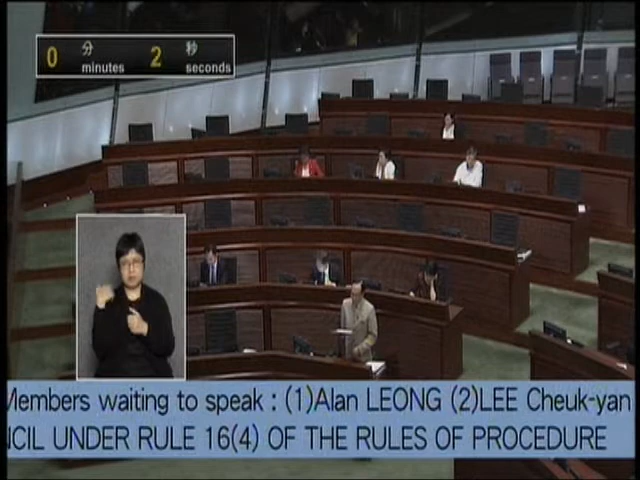 0 分 minutes 2 秒 seconds
Members waiting to speak : (1)Alan LEONG (2)LEE Cheuk-yan
NCIL UNDER RULE 16(4) OF THE RULES OF PROCEDURE